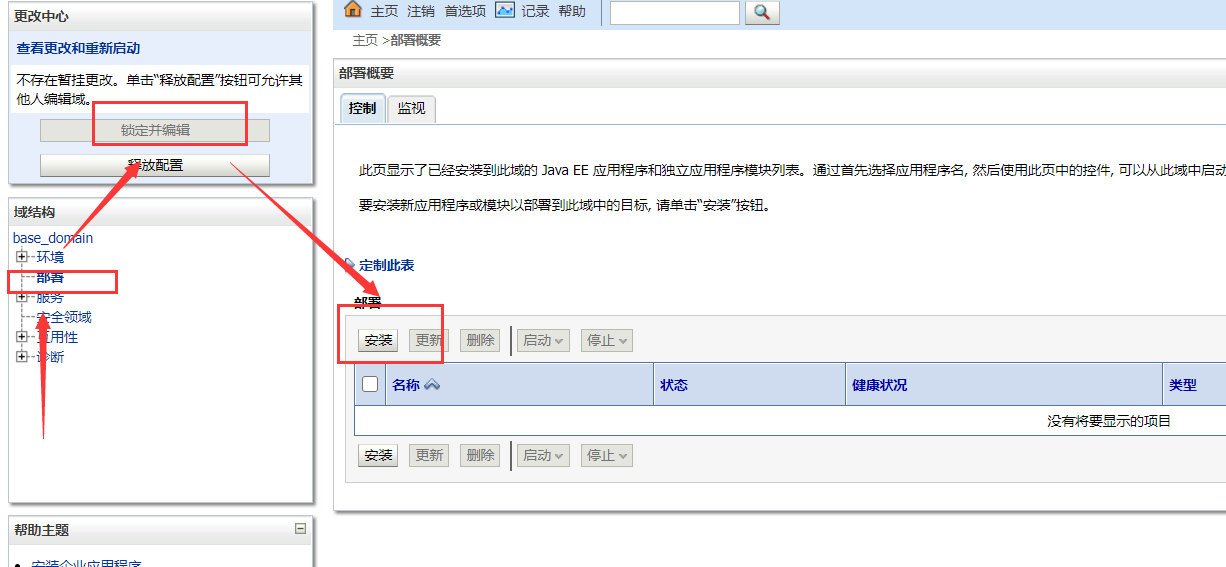 更改中心
查看更改和重新启动
不存在暂挂更改。单击“释放配置”按钮可允许其
他人编辑域。
锁定并编辑
释放配置
域结构
base_domain
环境
部署
服务
安全领域
互用性
诊断
帮助主题
安装企业应用程序
主页 注销 首选项 记录 帮助
主页 >部署概要
部署概要
控制 监视
此页显示了已经安装到此域的 Java EE 应用程序和独立应用程序模块列表。通过首先选择应用程序名, 然后使用此页中的控件, 可以从此域中启动
要安装新应用程序或模块以部署到此域中的目标, 请单击“安装”按钮。
定制此表
部署
安装 更新 删除 启动 停止
名称 状态 健康状况 类型
没有将要显示的项目
安装 更新 删除 启动 停止